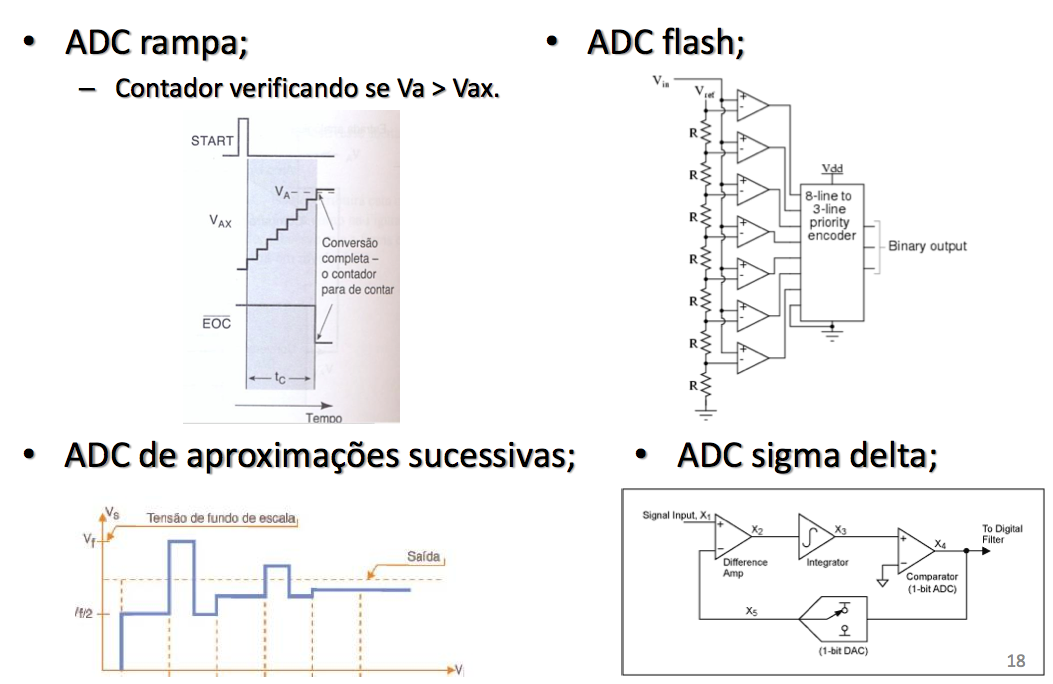 • ADC rampa;
– Contador verificando se Va > Vax.
START
VA
VAX
Conversão
completa –
o contador
para de contar
EOC
tC
Tempo
• ADC flash;
Vin
Vref
R
R
R
R
R
R
R
+
-
+
-
+
-
+
-
+
-
+
-
+
-
Vdd
8-line to
3-line
priority
encoder
Binary output
• ADC de aproximações sucessivas;
Vs
Tensão de fundo de escala
Vf
Saída
/f/2
V
• ADC sigma delta;
Signal Input, X1
+
−
X2
Difference
Amp
∫
X3
Integrator
+
−
X4
Comparator
(1-bit ADC)
To Digital
Filter
X5
(1-bit DAC)
18